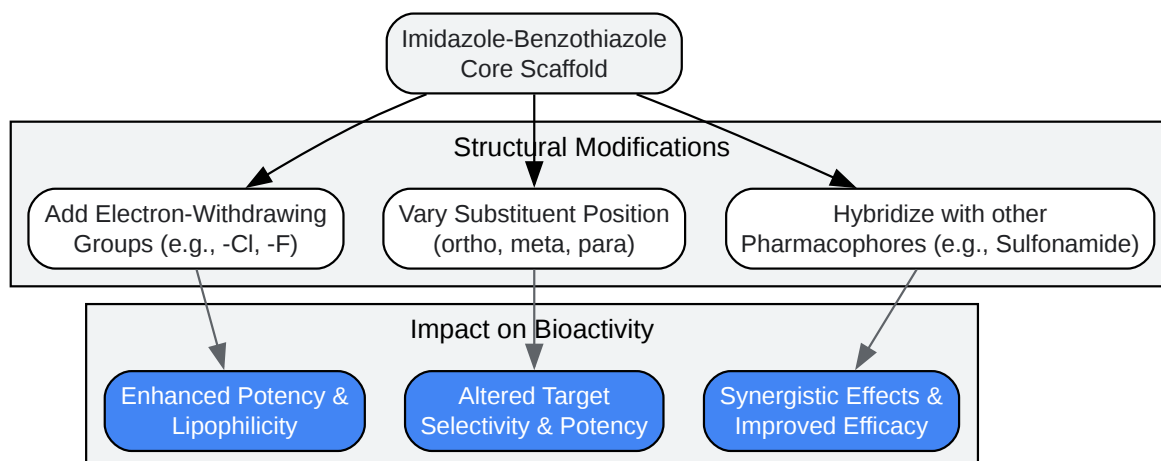 Imidazole-Benzothiazole
Core Scaffold
Structural Modifications
Add Electron-Withdrawing
Groups (e.g., -Cl, -F)
Vary Substituent Position
(ortho, meta, para)
Hybridize with other
Pharmacophores (e.g., Sulfonamide)
Impact on Bioactivity
Enhanced Potency &
Lipophilicity
Altered Target
Selectivity & Potency
Synergistic Effects &
Improved Efficacy